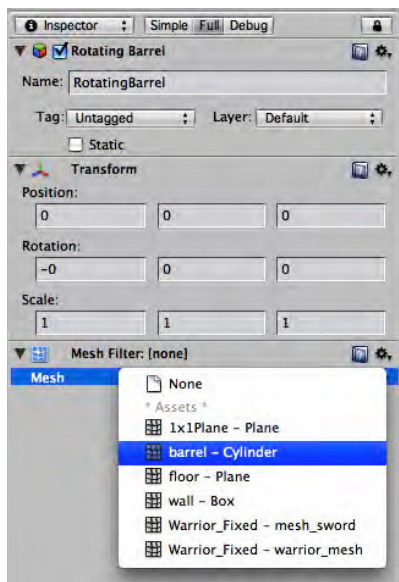 Inspector Simple Full Debug
Rotating Barrel
Name: RotatingBarrel
Tag: Untagged Layer: Default
Static
Transform
Position:
0 0 0
Rotation:
-0 0 0
Scale:
1 1 1
Mesh Filter: [none]
Mesh
None
* Assets *
1x1Plane - Plane
barrel - Cylinder
floor - Plane
wall - Box
Warrior_Fixed - mesh_sword
Warrior_Fixed - warrior_mesh